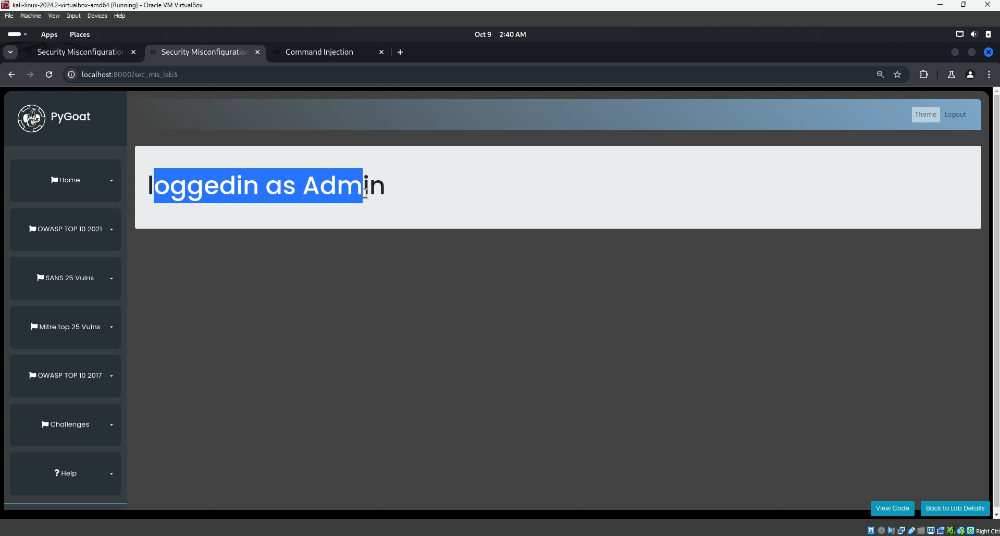 kali-linux-2024.2-virtualbox-amd64 [Running] - Oracle VM VirtualBox
File Machine View Input Devices Help
Apps Places Oct 9 2:40 AM
Security Misconfiguration Security Misconfiguration Command Injection
localhost:8000/sec_mis_lab3
PyGoat
Theme Logout
loggedin as Admin
Home
OWASP TOP 10 2021
SANS 25 Vulns
Mitre top 25 Vulns
OWASP TOP 10 2017
Challenges
? Help
View Code Back to Lab Details
Right Ctrl